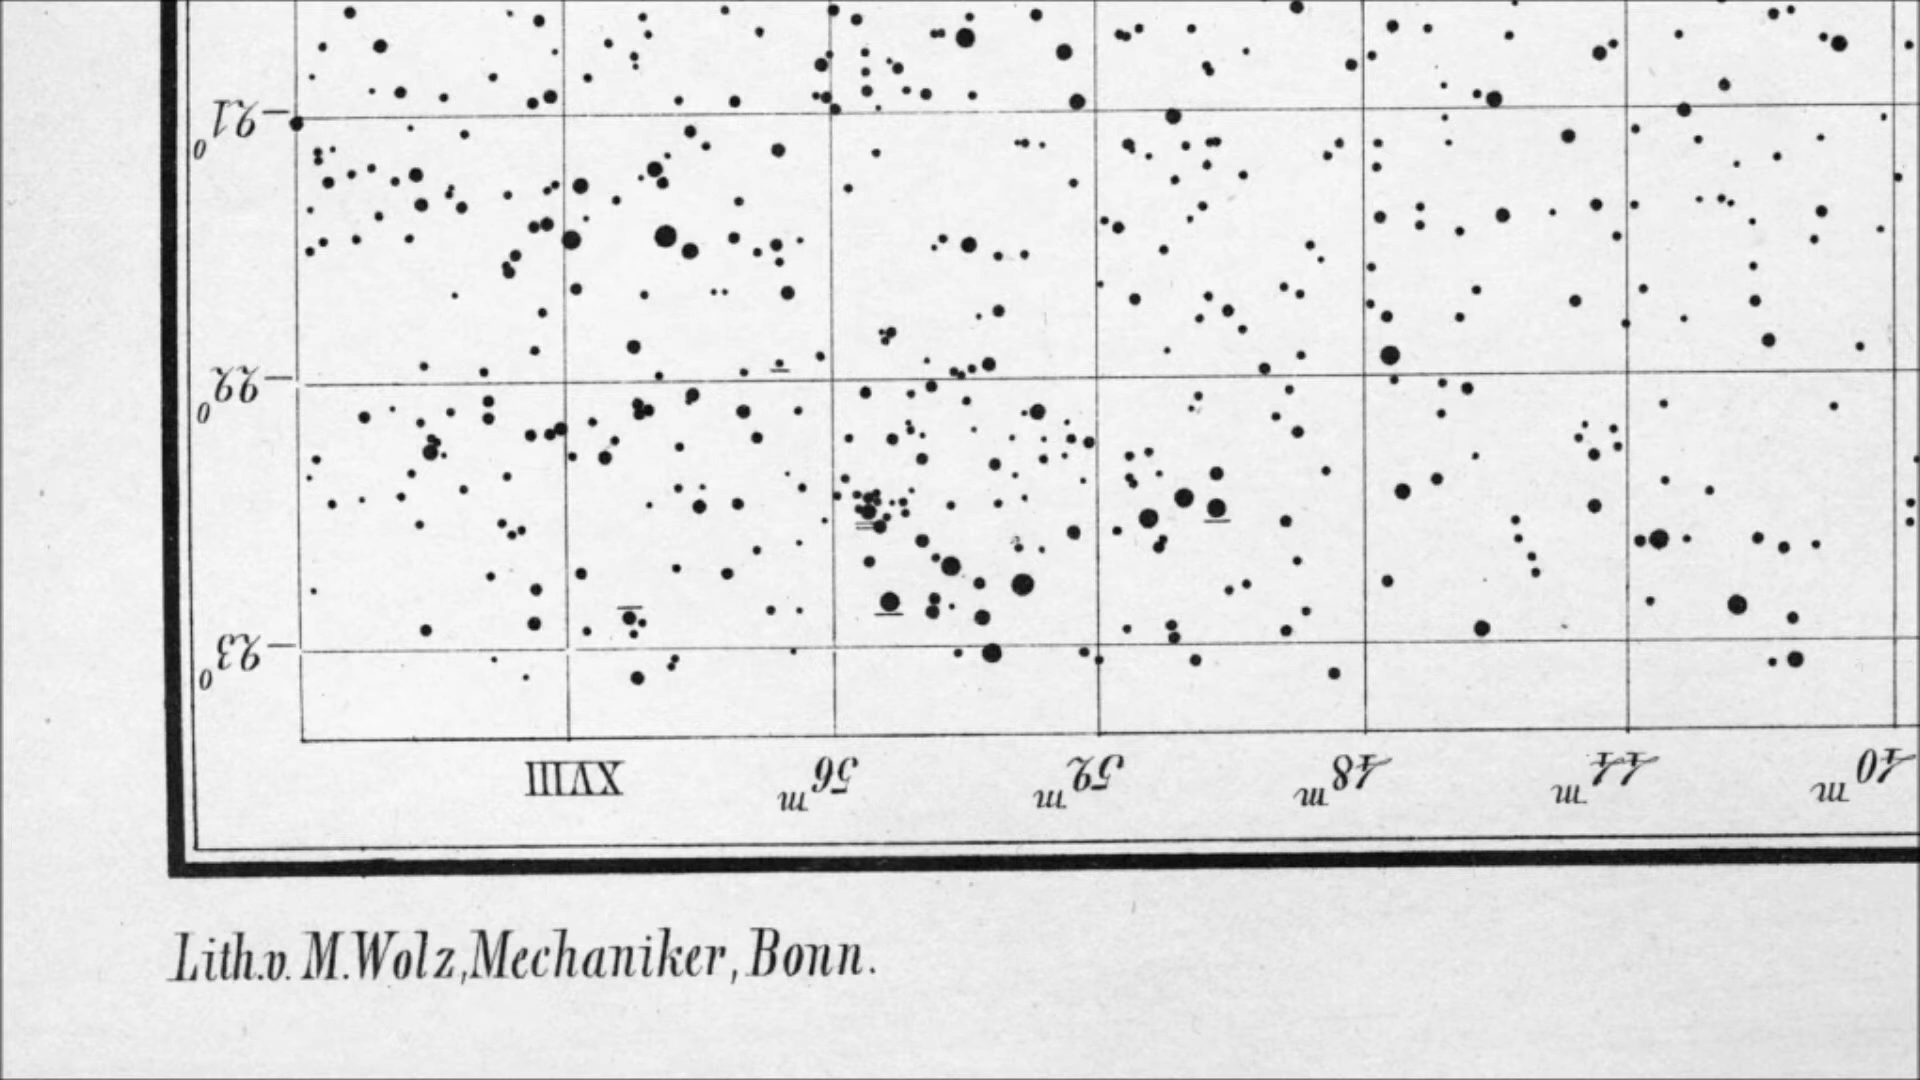 21°
22°
23°
XVIII 56m 52m 48m 44m 40m
Lith.v. M.Wolz, Mechaniker, Bonn.